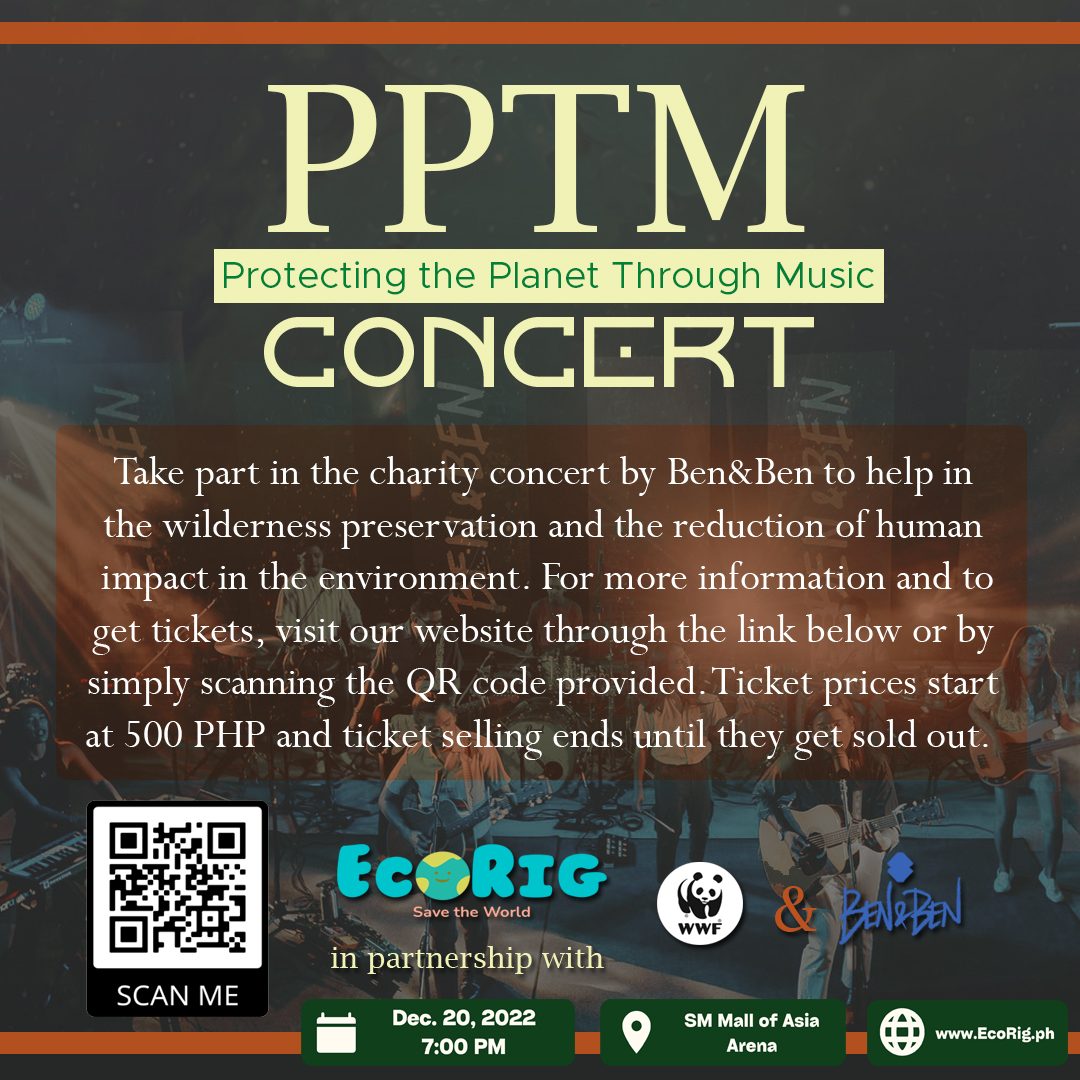 PPTM
Protecting the Planet Through Music
CONCERT
BEN&BEN
Take part in the charity concert by Ben&Ben to help in
the wilderness preservation and the reduction of human
impact in the environment. For more information and to
get tickets, visit our website through the link below or by
simply scanning the QR code provided. Ticket prices start
at 500 PHP and ticket selling ends until they get sold out.
SCAN ME
ECORIG
Save the World
in partnership with
WWF
&
BEN&BEN
Dec. 20, 2022
7:00 PM
SM Mall of Asia
Arena
www.EcoRig.ph